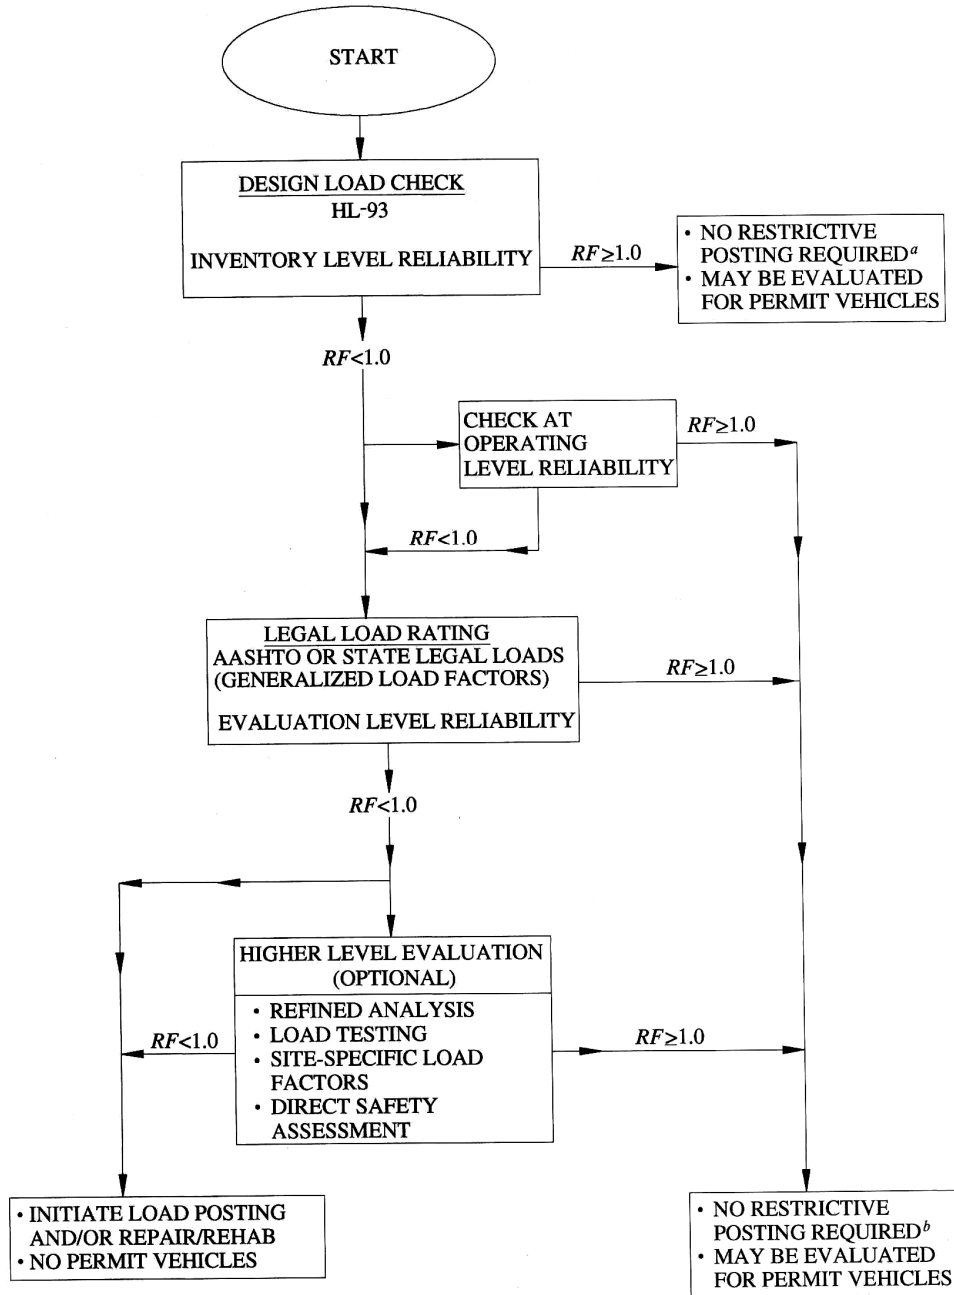 START
DESIGN LOAD CHECK
HL-93
INVENTORY LEVEL RELIABILITY
RF≥1.0
• NO RESTRICTIVE
POSTING REQUIREDᵃ
• MAY BE EVALUATED
FOR PERMIT VEHICLES
RF<1.0
CHECK AT
OPERATING
LEVEL RELIABILITY
RF≥1.0
RF<1.0
LEGAL LOAD RATING
AASHTO OR STATE LEGAL LOADS
(GENERALIZED LOAD FACTORS)
EVALUATION LEVEL RELIABILITY
RF≥1.0
RF<1.0
HIGHER LEVEL EVALUATION
(OPTIONAL)
• REFINED ANALYSIS
• LOAD TESTING
• SITE-SPECIFIC LOAD
FACTORS
• DIRECT SAFETY
ASSESSMENT
RF<1.0
RF≥1.0
• INITIATE LOAD POSTING
AND/OR REPAIR/REHAB
• NO PERMIT VEHICLES
• NO RESTRICTIVE
POSTING REQUIREDᵇ
• MAY BE EVALUATED
FOR PERMIT VEHICLES